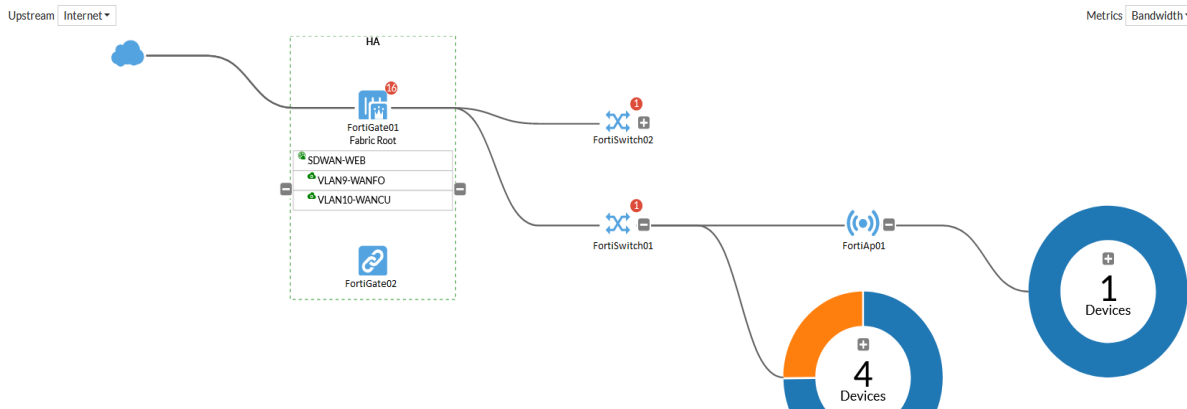 Upstream Internet
Metrics Bandwidth
HA
16
FortiGate01
Fabric Root
SDWAN-WEB
VLAN9-WANFO
VLAN10-WANCU
FortiGate02
1
FortiSwitch02
1
FortiSwitch01
FortiAp01
1
Devices
4
Devices